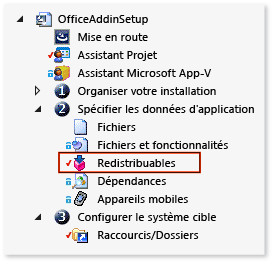 OfficeAddinSetup
Mise en route
Assistant Projet
Assistant Microsoft App-V
1 Organiser votre installation
2 Spécifier les données d'application
Fichiers
Fichiers et fonctionnalités
Redistribuables
Dépendances
Appareils mobiles
3 Configurer le système cible
Raccourcis/Dossiers